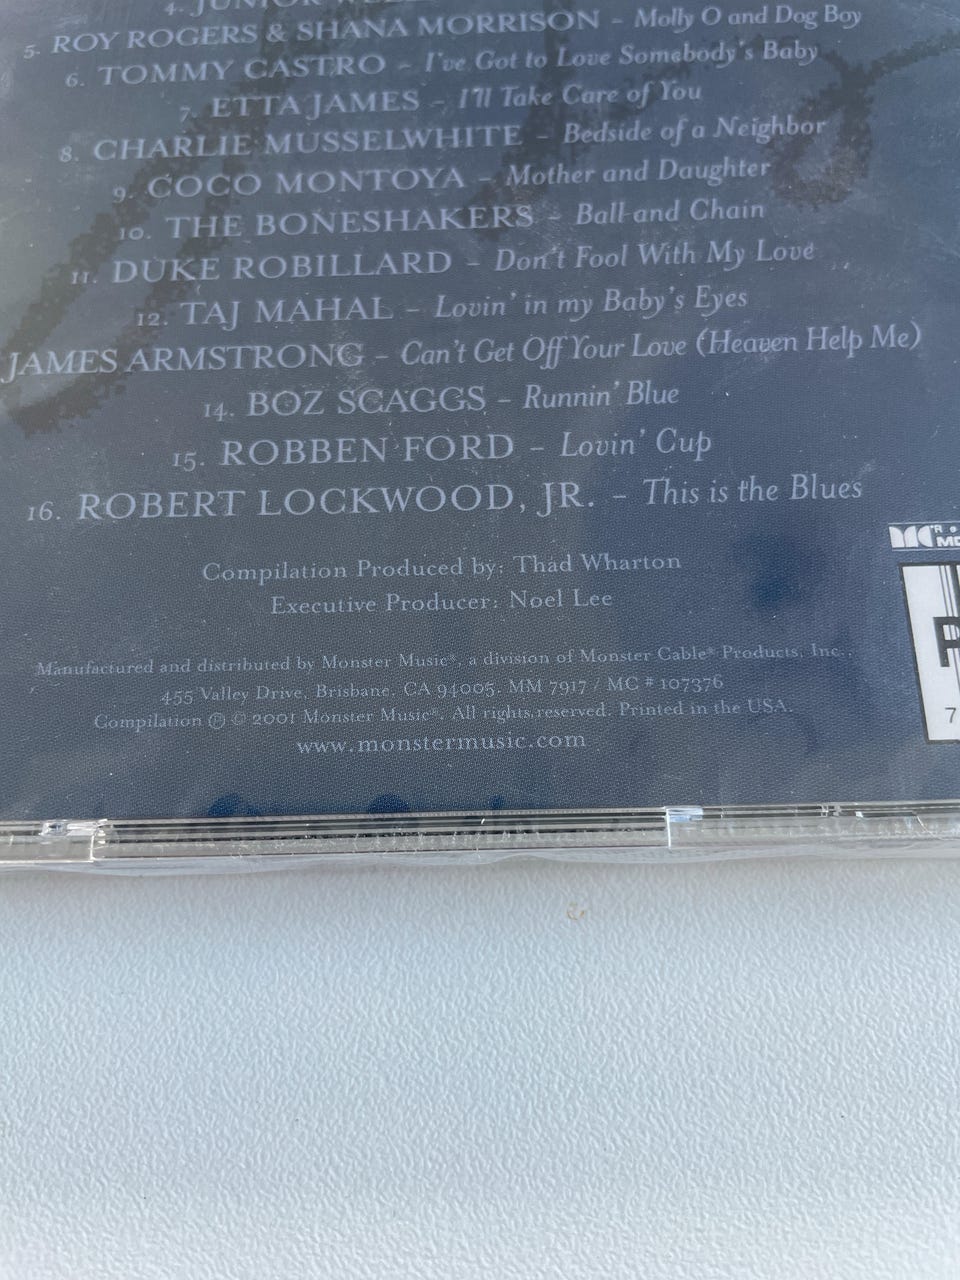 4. JUNIOR
5. ROY ROGERS & SHANA MORRISON – Molly O and Dog Boy
6. TOMMY CASTRO – I've Got to Love Somebody's Baby
7. ETTA JAMES – I'll Take Care of You
8. CHARLIE MUSSELWHITE – Bedside of a Neighbor
9. COCO MONTOYA – Mother and Daughter
10. THE BONESHAKERS – Ball and Chain
11. DUKE ROBILLARD – Don't Fool With My Love
12. TAJ MAHAL – Lovin' in my Baby's Eyes
JAMES ARMSTRONG – Can't Get Off Your Love (Heaven Help Me)
14. BOZ SCAGGS – Runnin' Blue
15. ROBBEN FORD – Lovin' Cup
16. ROBERT LOCKWOOD, JR. – This is the Blues
Compilation Produced by: Thad Wharton
Executive Producer: Noel Lee
Manufactured and distributed by Monster Music®, a division of Monster Cable® Products, Inc.,
455 Valley Drive, Brisbane, CA 94005. MM 7917 / MC # 107376
Compilation ℗ © 2001 Monster Music®. All rights reserved. Printed in the USA.
www.monstermusic.com
7